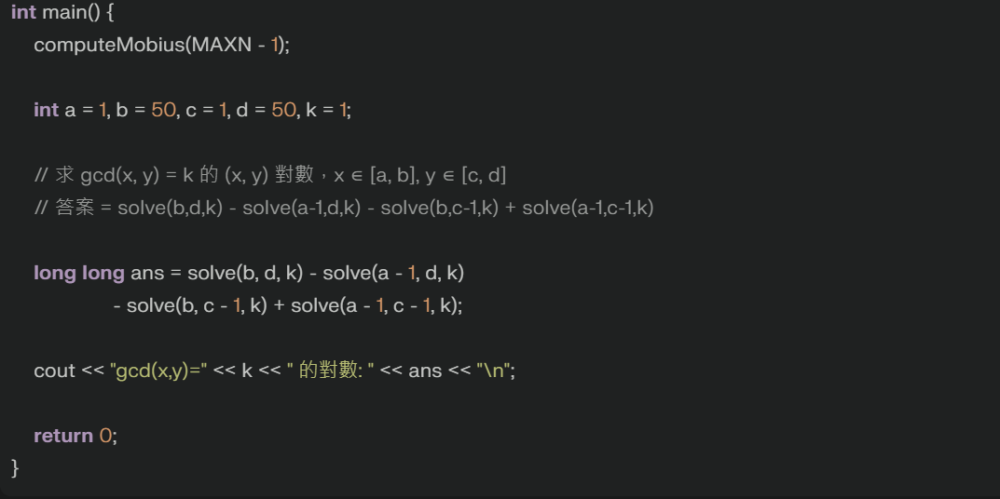 int main() {
computeMobius(MAXN - 1);
int a = 1, b = 50, c = 1, d = 50, k = 1;
// 求 gcd(x, y) = k 的 (x, y) 對數，x ∈ [a, b], y ∈ [c, d]
// 答案 = solve(b,d,k) - solve(a-1,d,k) - solve(b,c-1,k) + solve(a-1,c-1,k)
long long ans = solve(b, d, k) - solve(a - 1, d, k)
- solve(b, c - 1, k) + solve(a - 1, c - 1, k);
cout << "gcd(x,y)=" << k << " 的對數: " << ans << "\n";
return 0;
}